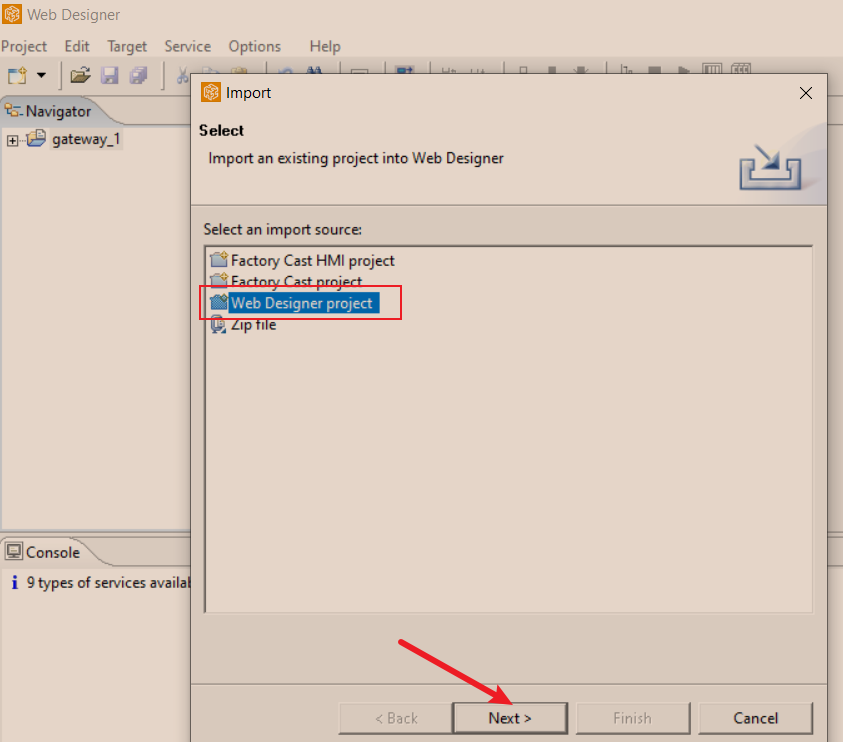 Web Designer
Project Edit Target Service Options Help
Import
Navigator
gateway_1
Select
Import an existing project into Web Designer
Select an import source:
Factory Cast HMI project
Factory Cast project
Web Designer project
Zip file
Console
9 types of services availab
< Back Next > Finish Cancel